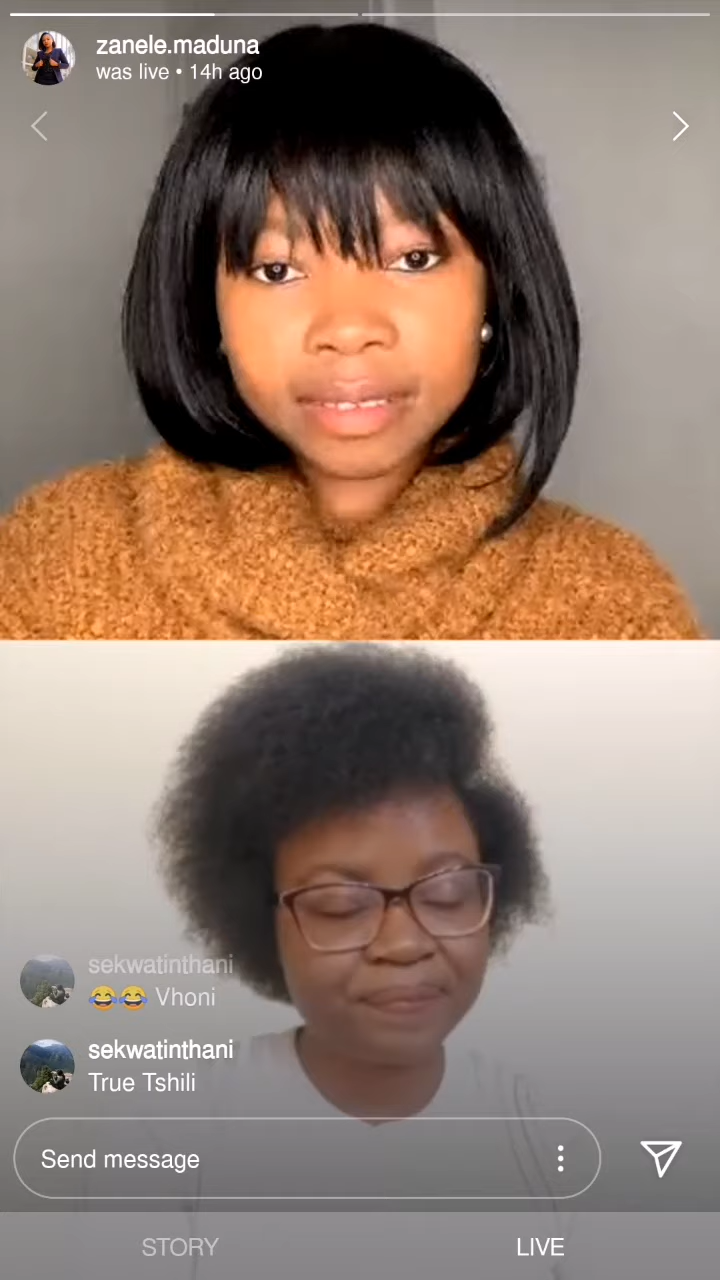 zanele.maduna
was live • 14h ago
sekwatinthani
😂😂 Vhoni
sekwatinthani
True Tshili
Send message
STORY
LIVE